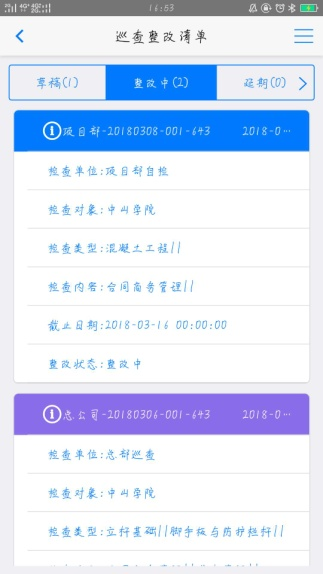 16:53
巡查整改清单
草稿(1)
整改中(2)
延期(0)
项目部-20180308-001-643 2018-0…
检查单位:项目部自检
检查对象:中山学院
检查类型:混凝土工程||
检查内容:合同商务管理||
截止日期:2018-03-16 00:00:00
整改状态:整改中
总公司-20180306-001-643 2018-0…
检查单位:总部巡查
检查对象:中山学院
检查类型:立杆基础||脚手板与防护栏杆||